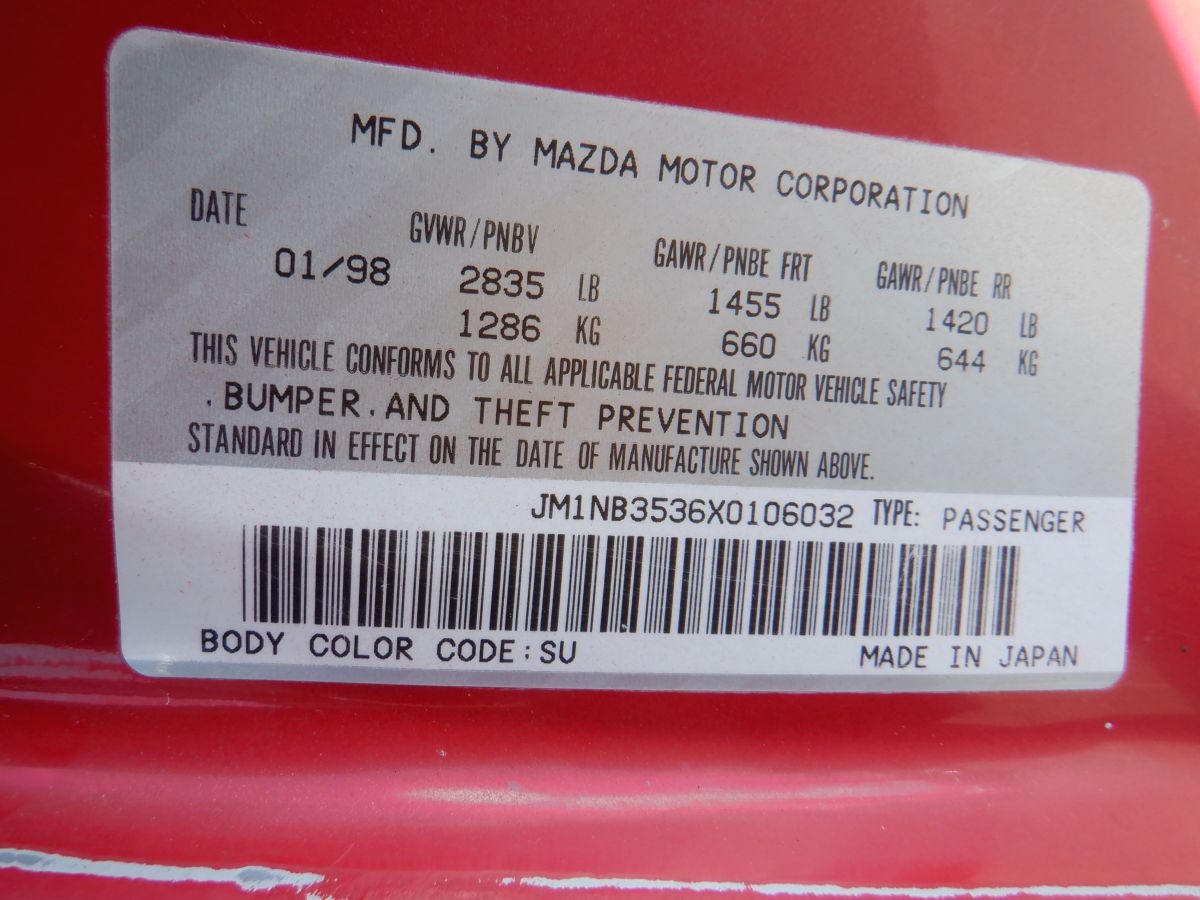 MFD. BY MAZDA MOTOR CORPORATION
DATE GVWR/PNBV GAWR/PNBE FRT GAWR/PNBE RR
01/98 2835 LB 1455 LB 1420 LB
1286 KG 660 KG 644 KG
THIS VEHICLE CONFORMS TO ALL APPLICABLE FEDERAL MOTOR VEHICLE SAFETY
, BUMPER, AND THEFT PREVENTION
STANDARD IN EFFECT ON THE DATE OF MANUFACTURE SHOWN ABOVE.
JM1NB3536X0106032 TYPE: PASSENGER
BODY COLOR CODE:SU MADE IN JAPAN